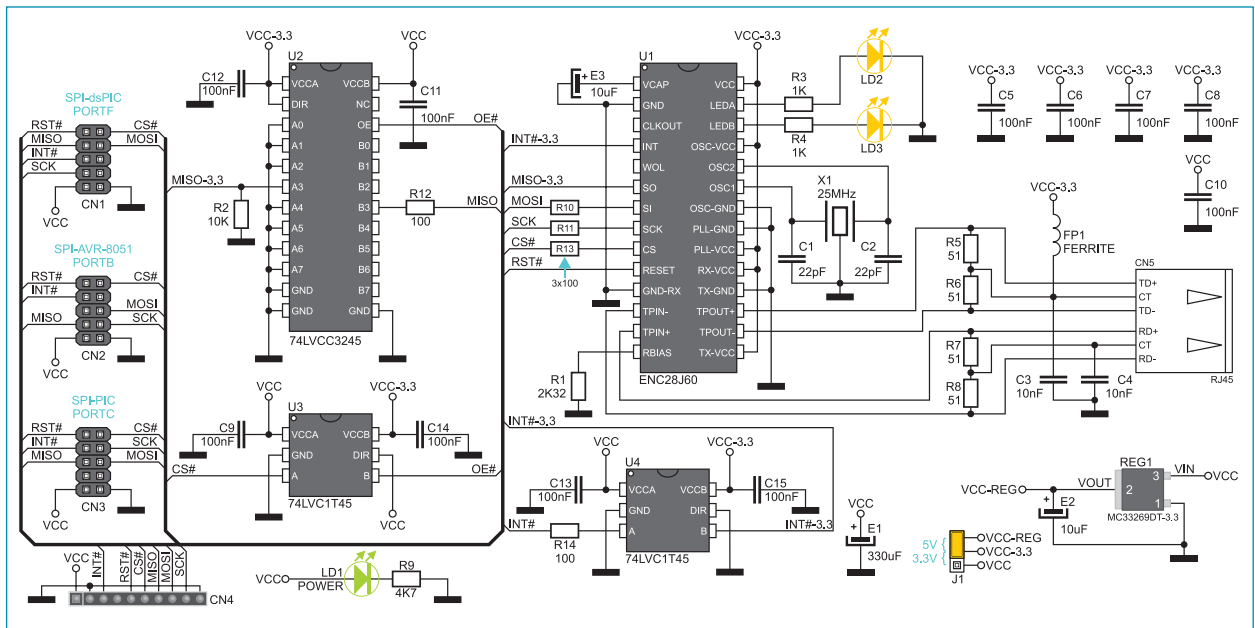 VCC-3.3
U2
VCC
C12
100nF
VCCA
VCCB
DIR
NC
A0
OE
A1
B0
A2
B1
A3
B2
A4
B3
A5
B4
A6
B5
A7
B6
GND
B7
GND
GND
74LVCC3245
C11
100nF
OE#
MISO-3.3
R2
10K
R12
100
MISO
SPI-dsPIC
PORTF
RST#
CS#
MISO
MOSI
INT#
SCK
VCC
CN1
SPI-AVR-8051
PORTB
RST#
CS#
INT#
MOSI
MISO
SCK
VCC
CN2
SPI-PIC
PORTC
RST#
CS#
INT#
SCK
MISO
MOSI
VCC
CN3
VCC
INT#
RST#
CS#
MISO
MOSI
SCK
CN4
VCC
U3
VCC-3.3
C9
100nF
VCCA
VCCB
GND
DIR
A
B
74LVC1T45
C14
100nF
CS#
OE#
VCC
VCC
LD1
POWER
R9
4K7
E3
10uF
U1
VCC-3.3
VCAP
VCC
GND
LEDA
CLKOUT
LEDB
INT
OSC-VCC
WOL
OSC2
SO
OSC1
SI
OSC-GND
SCK
PLL-GND
CS
PLL-VCC
RESET
RX-VCC
GND-RX
TX-GND
TPIN-
TPOUT+
TPIN+
TPOUT-
RBIAS
TX-VCC
ENC28J60
INT#-3.3
MISO-3.3
MOSI
R10
SCK
R11
CS#
R13
RST#
3x100
R1
2K32
R3
1K
LD2
R4
1K
LD3
X1
25MHz
C1
22pF
C2
22pF
VCC-3.3
C5
100nF
VCC-3.3
C6
100nF
VCC-3.3
C7
100nF
VCC-3.3
C8
100nF
VCC
C10
100nF
VCC-3.3
FP1
FERRITE
R5
51
R6
51
R7
51
R8
51
CN5
TD+
CT
TD-
RD+
CT
RD-
RJ45
C3
10nF
C4
10nF
INT#-3.3
VCC
U4
VCC-3.3
C13
100nF
VCCA
VCCB
GND
DIR
A
B
74LVC1T45
C15
100nF
INT#
R14
100
INT#-3.3
VCC
E1
330uF
VCC-REG
E2
10uF
REG1
VOUT
2
3
1
VIN
VCC
MC33269DT-3.3
5V
3.3V
VCC-REG
VCC-3.3
VCC
J1